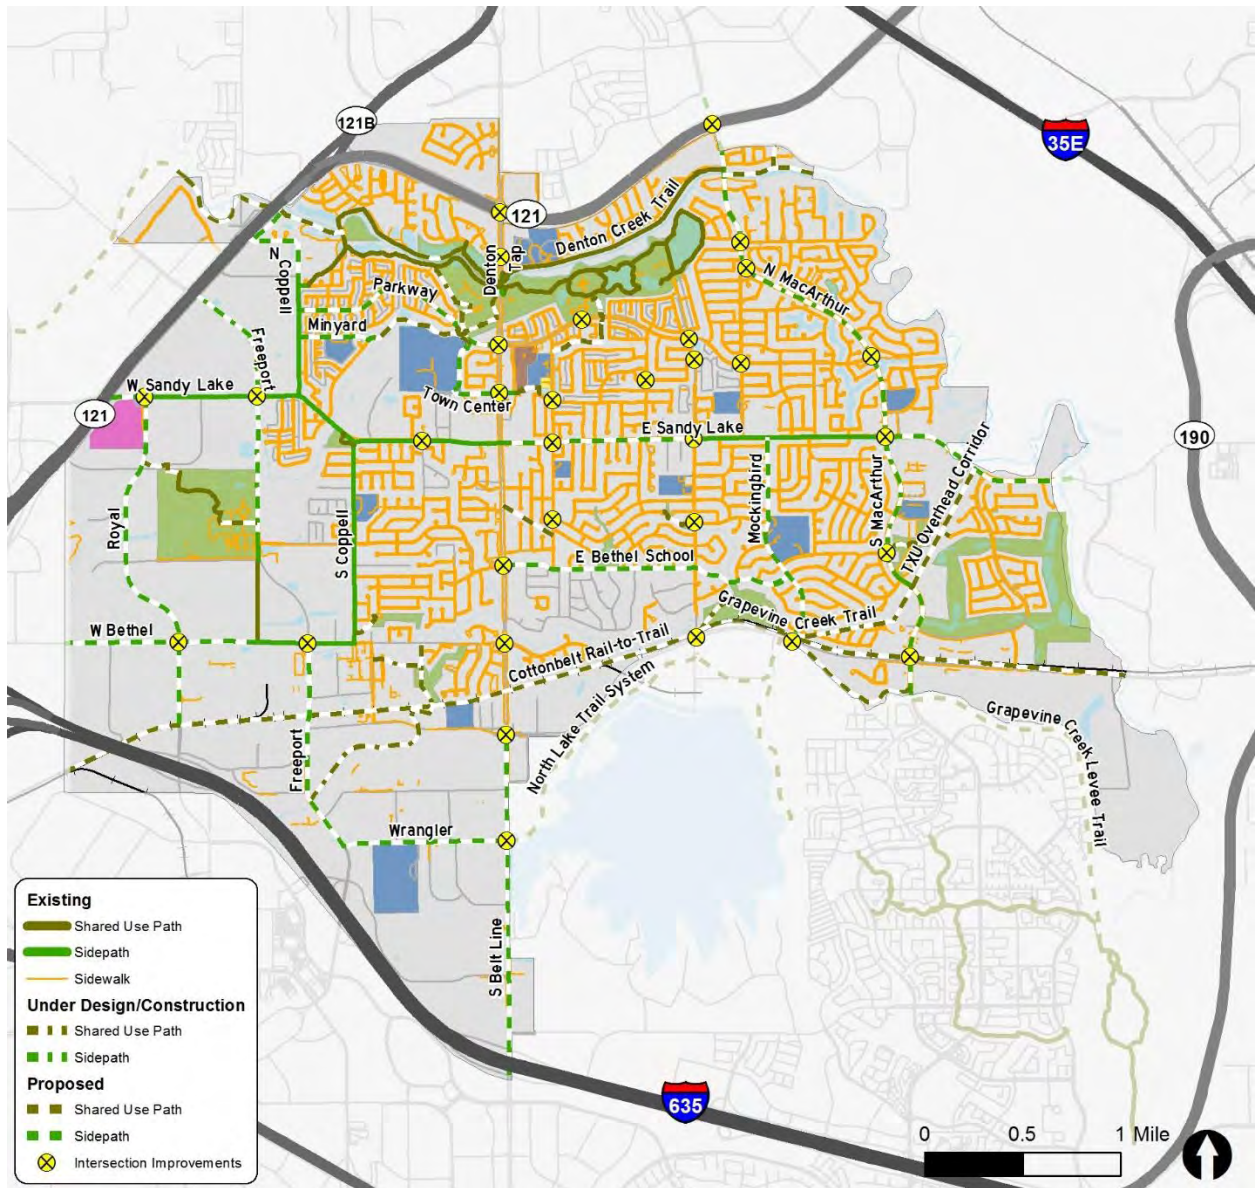 121B
35E
121
Denton Creek Trail
N Coppell
Denton Tap
Parkway
N MacArthur
Minyard
Freeport
W Sandy Lake
121
Town Center
E Sandy Lake
190
Royal
S Coppell
Mockingbird
S MacArthur
TXU Overhead Corridor
E Bethel School
W Bethel
Grapevine Creek Trail
Cottonbelt Rail-to-Trail
North Lake Trail System
Grapevine Creek Levee Trail
Freeport
Wrangler
S Belt Line
Existing
Shared Use Path
Sidepath
Sidewalk
Under Design/Construction
Shared Use Path
Sidepath
Proposed
Shared Use Path
Sidepath
Intersection Improvements
635
0 0.5 1 Mile